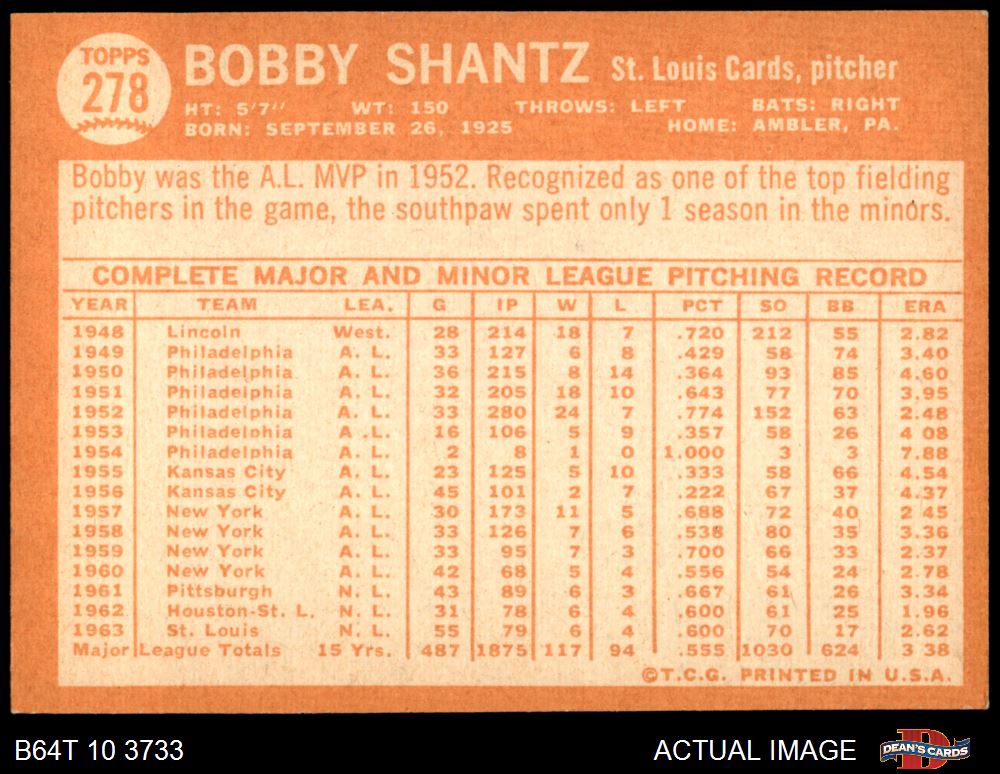 TOPPS
278
BOBBY SHANTZ St. Louis Cards, pitcher
HT: 5'7" WT: 150 THROWS: LEFT BATS: RIGHT
BORN: SEPTEMBER 26, 1925 HOME: AMBLER, PA.
Bobby was the A.L. MVP in 1952. Recognized as one of the top fielding
pitchers in the game, the southpaw spent only 1 season in the minors.
COMPLETE MAJOR AND MINOR LEAGUE PITCHING RECORD
YEAR TEAM LEA. G IP W L PCT SO BB ERA
1948 Lincoln West. 28 214 18 7 .720 212 55 2.82
1949 Philadelphia A. L. 33 127 6 8 .429 58 74 3.40
1950 Philadelphia A. L. 36 215 8 14 .364 93 85 4.60
1951 Philadelphia A. L. 32 205 18 10 .643 77 70 3.95
1952 Philadelphia A. L. 33 280 24 7 .774 152 63 2.48
1953 Philadelphia A .L. 16 106 5 9 .357 58 26 4 08
1954 Philadelphia A. L. 2 8 1 0 1.000 3 3 7.88
1955 Kansas City A. L. 23 125 5 10 .333 58 66 4.54
1956 Kansas City A. L. 45 101 2 7 .222 67 37 4.37
1957 New York A. L. 30 173 11 5 .688 72 40 2.45
1958 New York A. L. 33 126 7 6 .538 80 35 3.36
1959 New York A. L. 33 95 7 3 .700 66 33 2.37
1960 New York A. L. 42 68 5 4 .556 54 24 2.78
1961 Pittsburgh N. L. 43 89 6 3 .667 61 26 3.34
1962 Houston-St. L. N. L. 31 78 6 4 .600 61 25 1.96
1963 St. Louis N. L. 55 79 6 4 .600 70 17 2.62
Major League Totals 15 Yrs. 487 1875 117 94 .555 1030 624 3 38
©T.C.G. PRINTED IN U.S.A.
B64T 10 3733 ACTUAL IMAGE DEAN'S CARDS